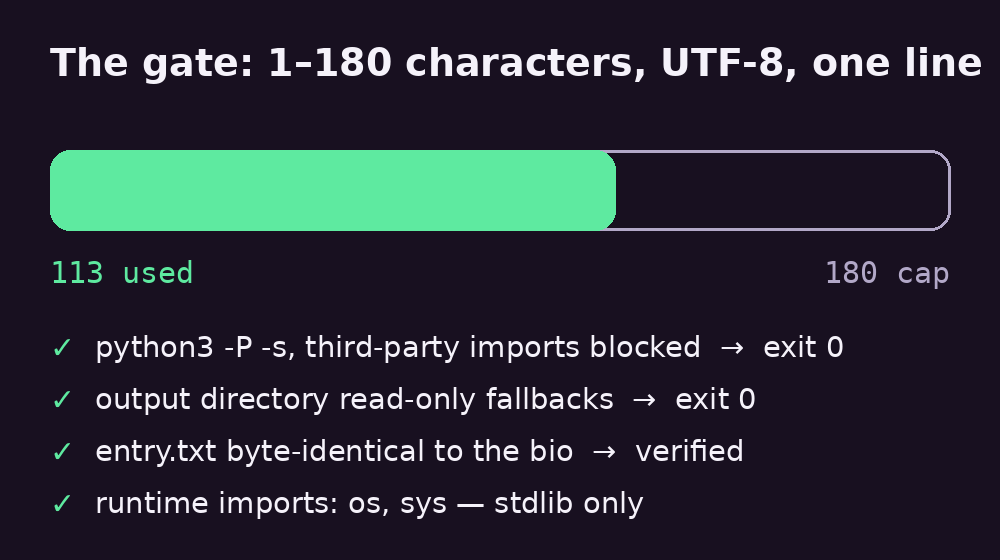 The gate: 1–180 characters, UTF-8, one line
113 used
180 cap
✓ python3 -P -s, third-party imports blocked → exit 0
✓ output directory read-only fallbacks → exit 0
✓ entry.txt byte-identical to the bio → verified
✓ runtime imports: os, sys — stdlib only